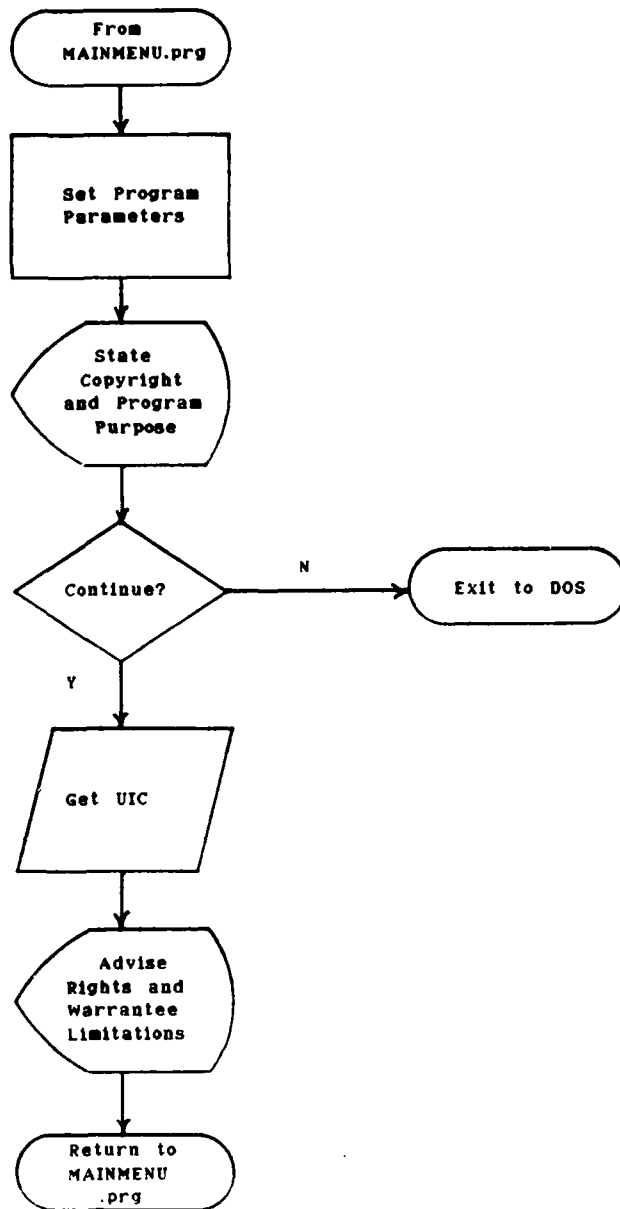 From
MAINMENU.prg
Set Program
Parameters
State
Copyright
and Program
Purpose
Continue?
N
Exit to DOS
Y
Get UIC
Advise
Rights and
Warrantee
Limitations
Return to
MAINMENU
.prg